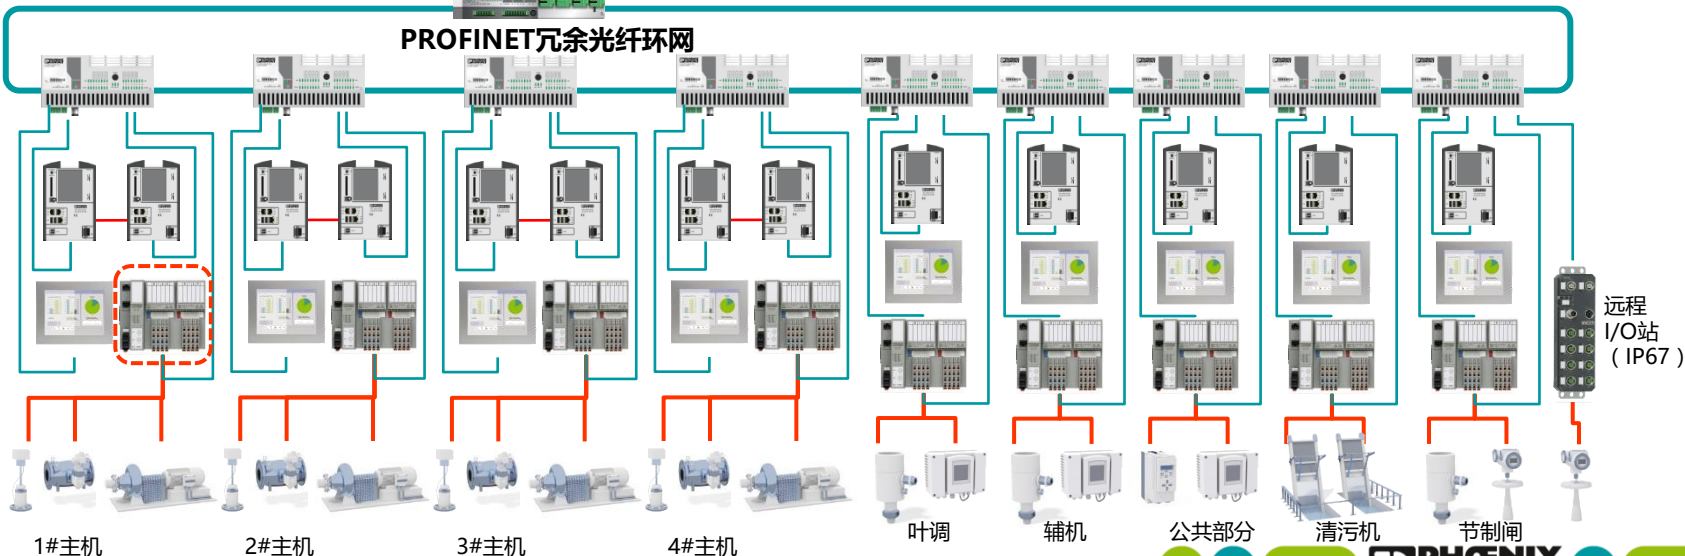 PROFINET冗余光纤环网
远程
I/O站
（IP67）
1#主机
2#主机
3#主机
4#主机
叶调
辅机
公共部分
清污机
节制闸
PHŒNIX